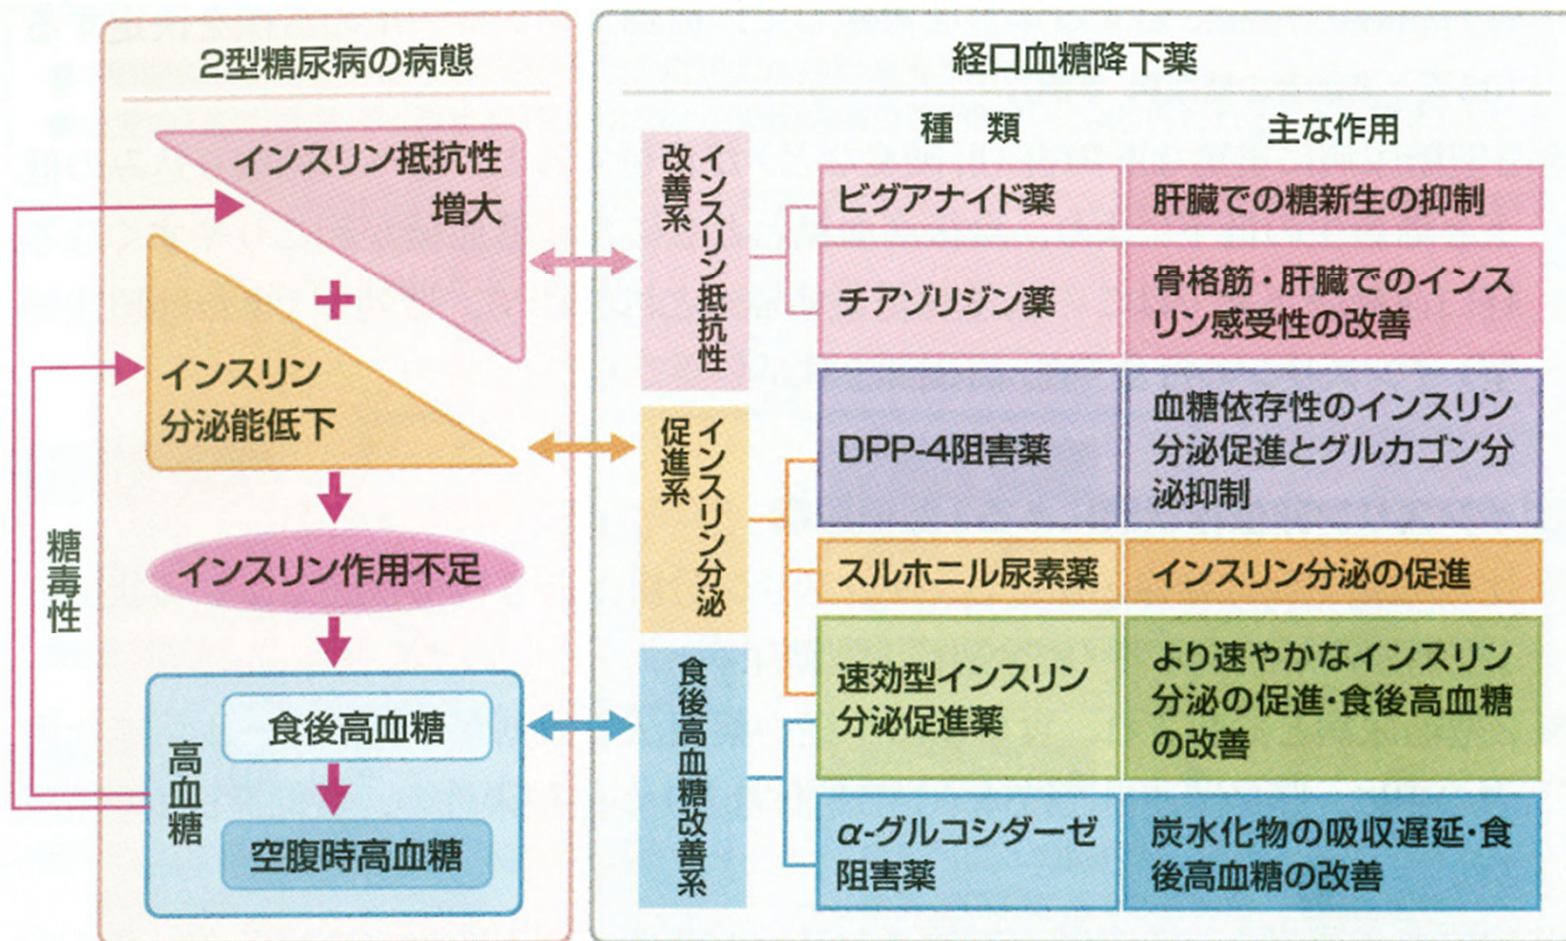 2型糖尿病の病態
インスリン抵抗性
増大
+
インスリン
分泌能低下
インスリン作用不足
糖毒性
高血糖
食後高血糖
空腹時高血糖
経口血糖降下薬
種 類
主な作用
インスリン抵抗性
改善系
ビグアナイド薬
肝臓での糖新生の抑制
チアゾリジン薬
骨格筋・肝臓でのインス
リン感受性の改善
インスリン分泌
促進系
DPP-4阻害薬
血糖依存性のインスリン
分泌促進とグルカゴン分
泌抑制
スルホニル尿素薬
インスリン分泌の促進
速効型インスリン
分泌促進薬
より速やかなインスリン
分泌の促進・食後高血糖
の改善
食後高血糖改善系
α-グルコシダーゼ
阻害薬
炭水化物の吸収遅延・食
後高血糖の改善